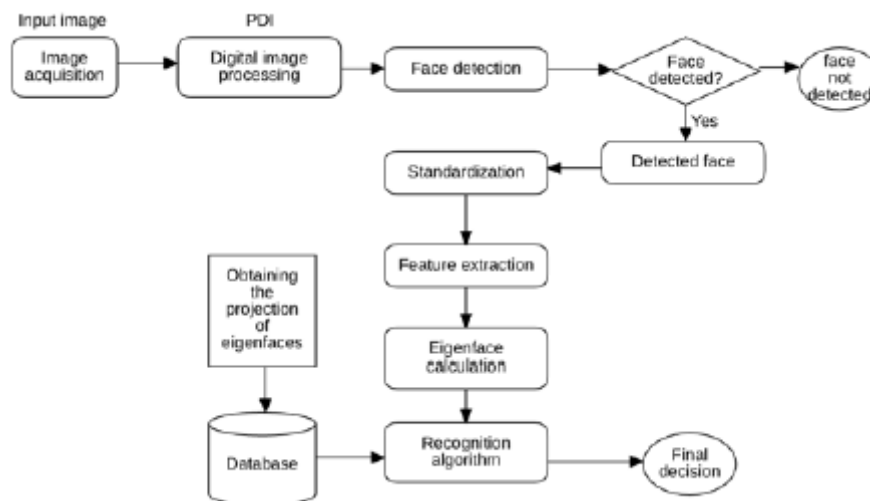 Input image
PDI
Image
acquisition
Digital image
processing
Face detection
Face
detected?
face
not
detected
Yes
Detected face
Standardization
Feature extraction
Obtaining
the
projection
of
eigenfaces
Eigenface
calculation
Database
Recognition
algorithm
Final
decision